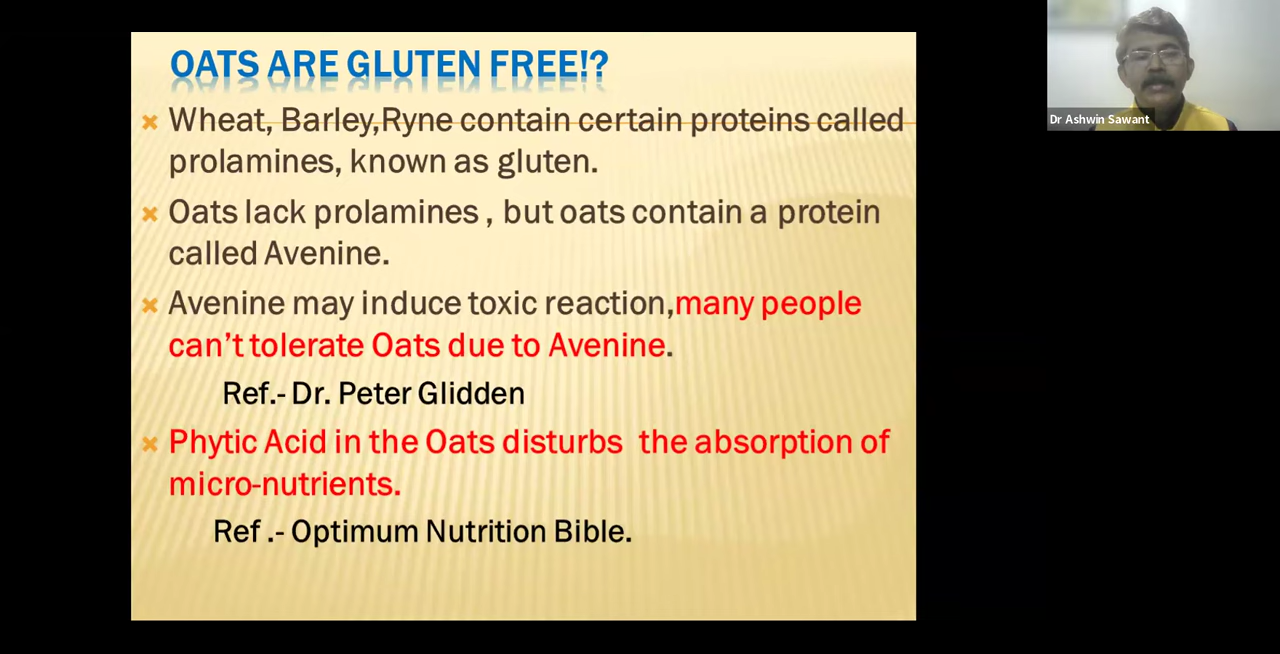 OATS ARE GLUTEN FREE!?
Wheat, Barley,Ryne contain certain proteins called
prolamines, known as gluten.
Oats lack prolamines , but oats contain a protein
called Avenine.
Avenine may induce toxic reaction,many people
can't tolerate Oats due to Avenine.
Ref.- Dr. Peter Glidden
Phytic Acid in the Oats disturbs the absorption of
micro-nutrients.
Ref .- Optimum Nutrition Bible.
Dr Ashwin Sawant